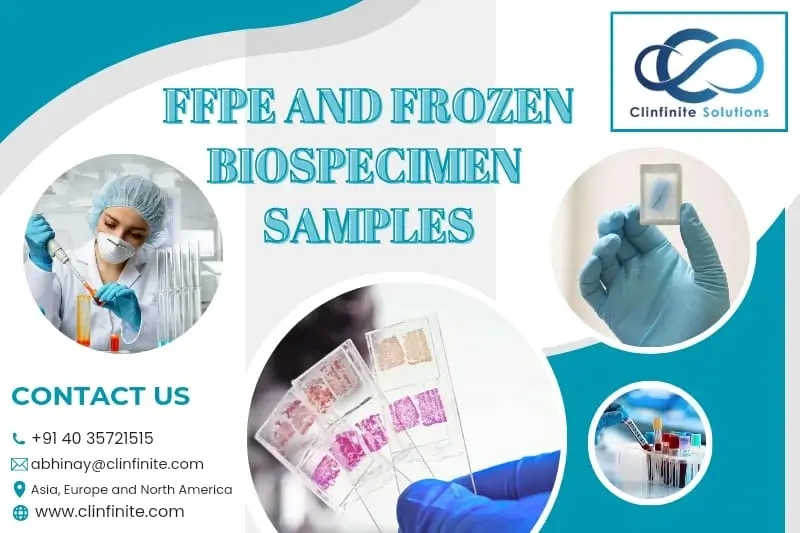 Clinfinite Solutions
FFPE AND FROZEN
BIOSPECIMEN
SAMPLES
CONTACT US
+91 40 35721515
abhinay@clinfinite.com
Asia, Europe and North America
www.clinfinite.com